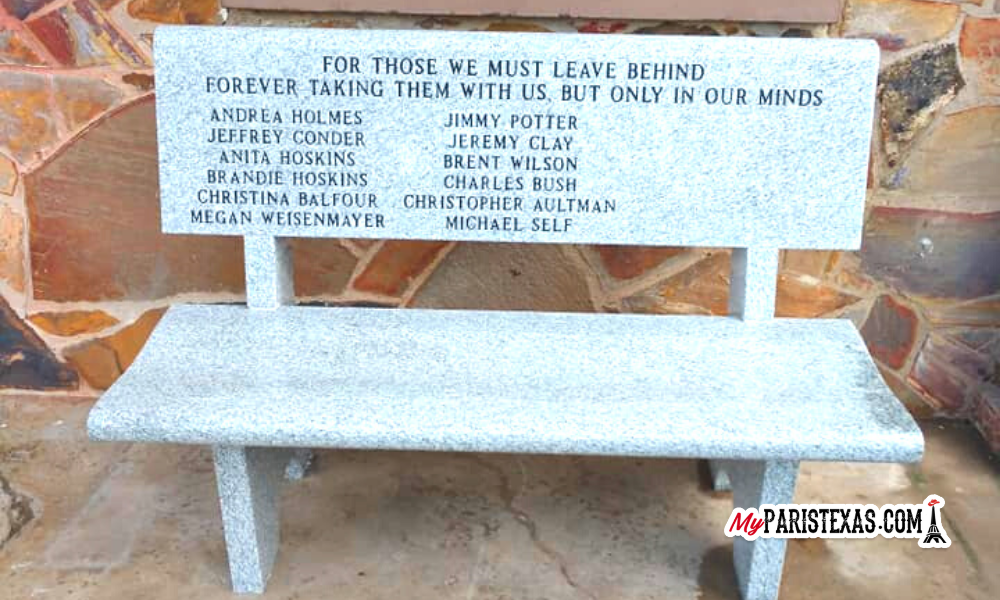 FOR THOSE WE MUST LEAVE BEHIND
FOREVER TAKING THEM WITH US, BUT ONLY IN OUR MINDS
ANDREA HOLMES JIMMY POTTER
JEFFREY CONDER JEREMY CLAY
ANITA HOSKINS BRENT WILSON
BRANDIE HOSKINS CHARLES BUSH
CHRISTINA BALFOUR CHRISTOPHER AULTMAN
MEGAN WEISENMAYER MICHAEL SELF
MyPARISTEXAS.COM